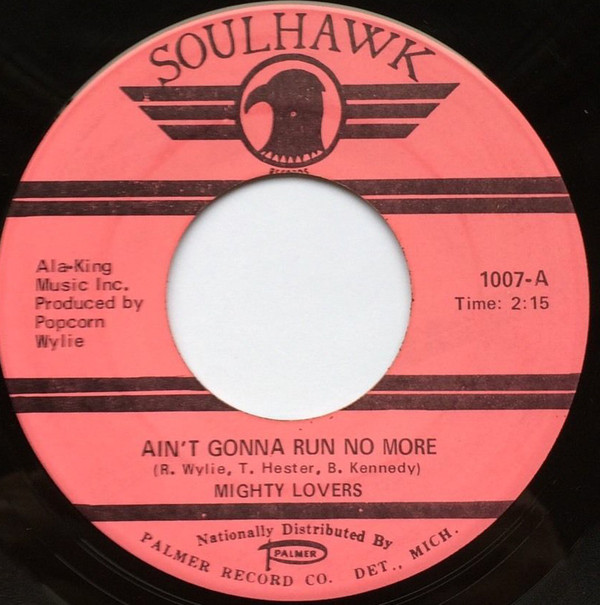 SOULHAWK
RECORDS
Ala-King
Music Inc.
Produced by
Popcorn
Wylie
1007-A
Time: 2:15
AIN'T GONNA RUN NO MORE
(R. Wylie, T. Hester, B. Kennedy)
MIGHTY LOVERS
Nationally Distributed By
PALMER
PALMER RECORD CO. DET., MICH.